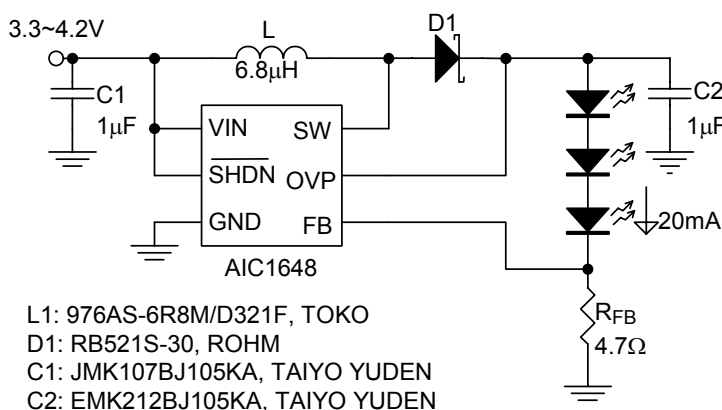 3.3~4.2V
L
D1
6.8µH
C1
1µF
C2
1µF
VIN
SW
SHDN
OVP
GND
FB
20mA
AIC1648
RFB
4.7Ω
L1: 976AS-6R8M/D321F, TOKO
D1: RB521S-30, ROHM
C1: JMK107BJ105KA, TAIYO YUDEN
C2: EMK212BJ105KA, TAIYO YUDEN